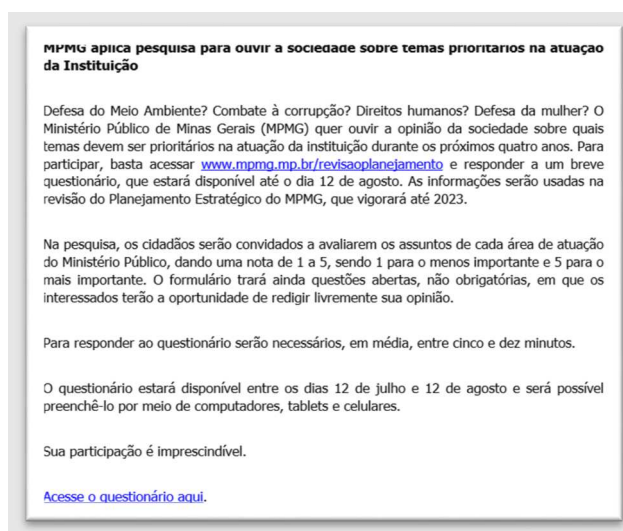 MPMG aplica pesquisa para ouvir a sociedade sobre temas prioritários na atuação
da Instituição
Defesa do Meio Ambiente? Combate à corrupção? Direitos humanos? Defesa da mulher? O
Ministério Público de Minas Gerais (MPMG) quer ouvir a opinião da sociedade sobre quais
temas devem ser prioritários na atuação da instituição durante os próximos quatro anos. Para
participar, basta acessar www.mpmg.mp.br/revisaoplanejamento e responder a um breve
questionário, que estará disponível até o dia 12 de agosto. As informações serão usadas na
revisão do Planejamento Estratégico do MPMG, que vigorará até 2023.
Na pesquisa, os cidadãos serão convidados a avaliarem os assuntos de cada área de atuação
do Ministério Público, dando uma nota de 1 a 5, sendo 1 para o menos importante e 5 para o
mais importante. O formulário trará ainda questões abertas, não obrigatórias, em que os
interessados terão a oportunidade de redigir livremente sua opinião.
Para responder ao questionário serão necessários, em média, entre cinco e dez minutos.
O questionário estará disponível entre os dias 12 de julho e 12 de agosto e será possível
preenchê-lo por meio de computadores, tablets e celulares.
Sua participação é imprescindível.
Acesse o questionário aqui.